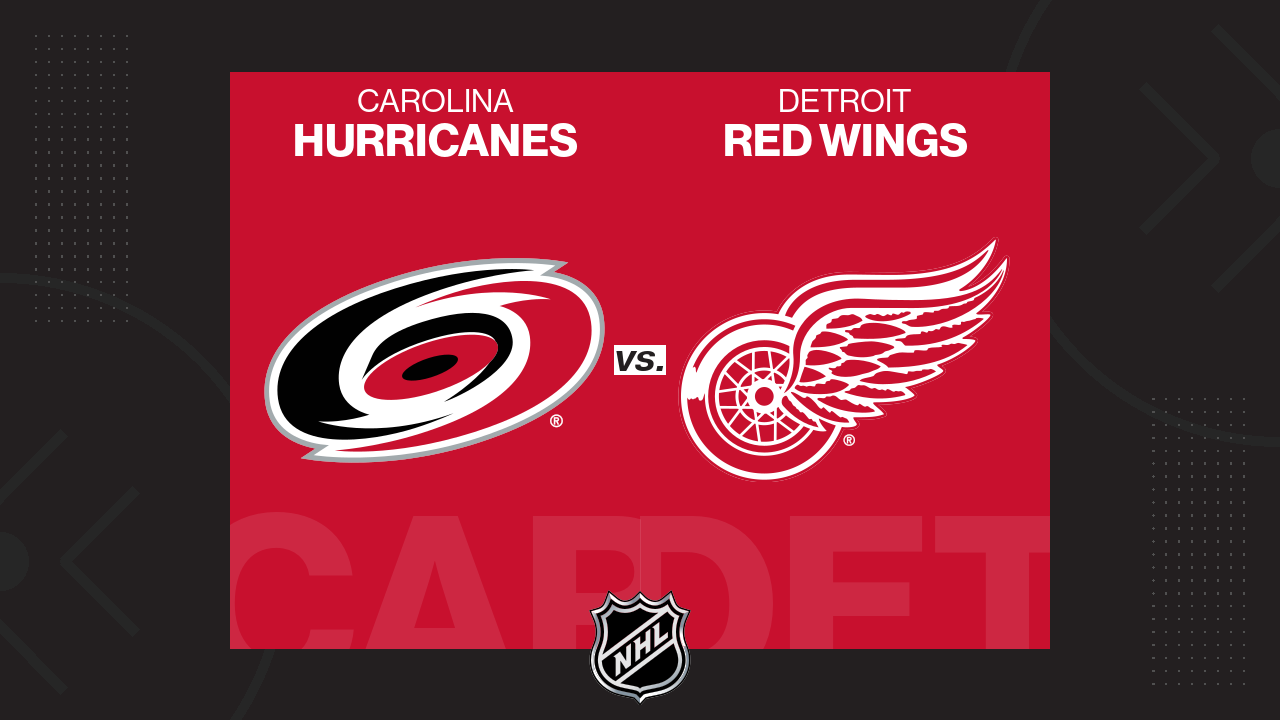 CAROLINA
HURRICANES
DETROIT
RED WINGS
vs.
®
®
CAR
DET
NHL